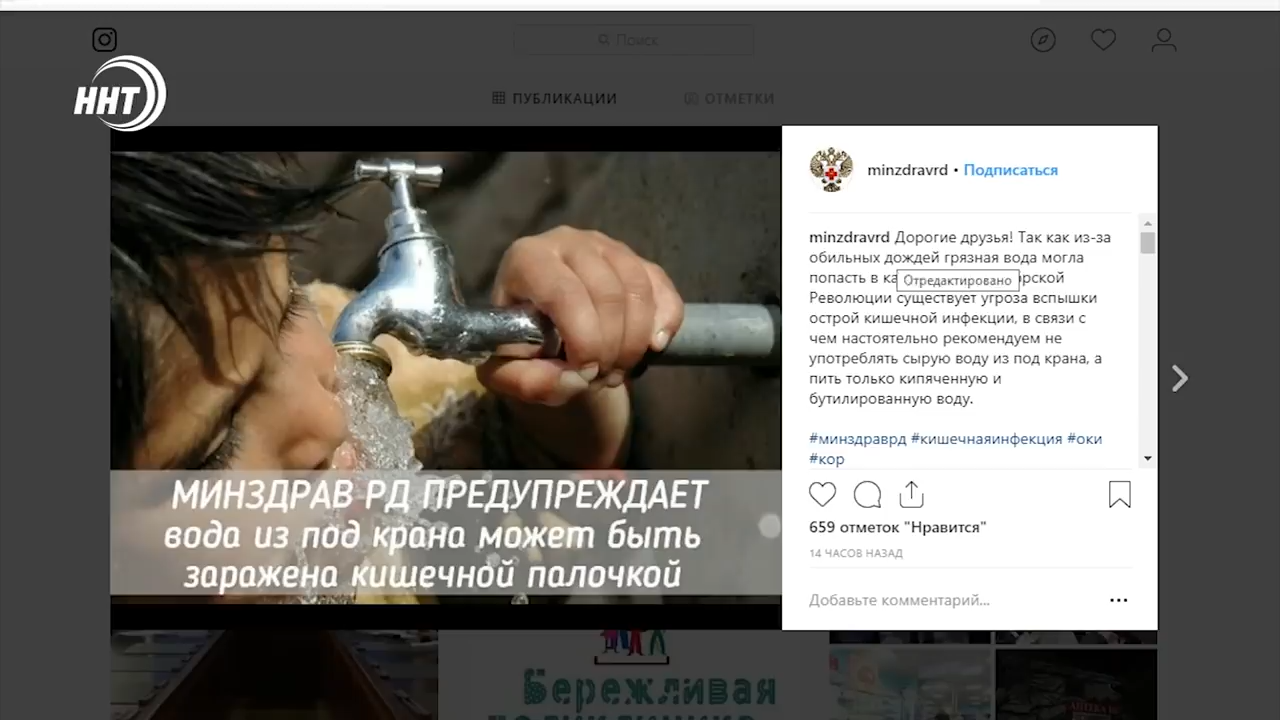 Поиск
ННТ
ПУБЛИКАЦИИ
ОТМЕТКИ
minzdravrd • Подписаться
minzdravrd Дорогие друзья! Так как из-за
обильных дождей грязная вода могла
попасть в
Отредактировано
Революции существует угроза вспышки
острой кишечной инфекции, в связи с
чем настоятельно рекомендуем не
употреблять сырую воду из под крана, а
пить только кипяченную и
бутилированную воду.
#минздраврд #кишечнаяинфекция #оки
#кор
МИНЗДРАВ РД ПРЕДУПРЕЖДАЕТ
вода из под крана может быть
заражена кишечной палочкой
659 отметок "Нравится"
14 ЧАСОВ НАЗАД
Добавьте комментарий...
Бережливая